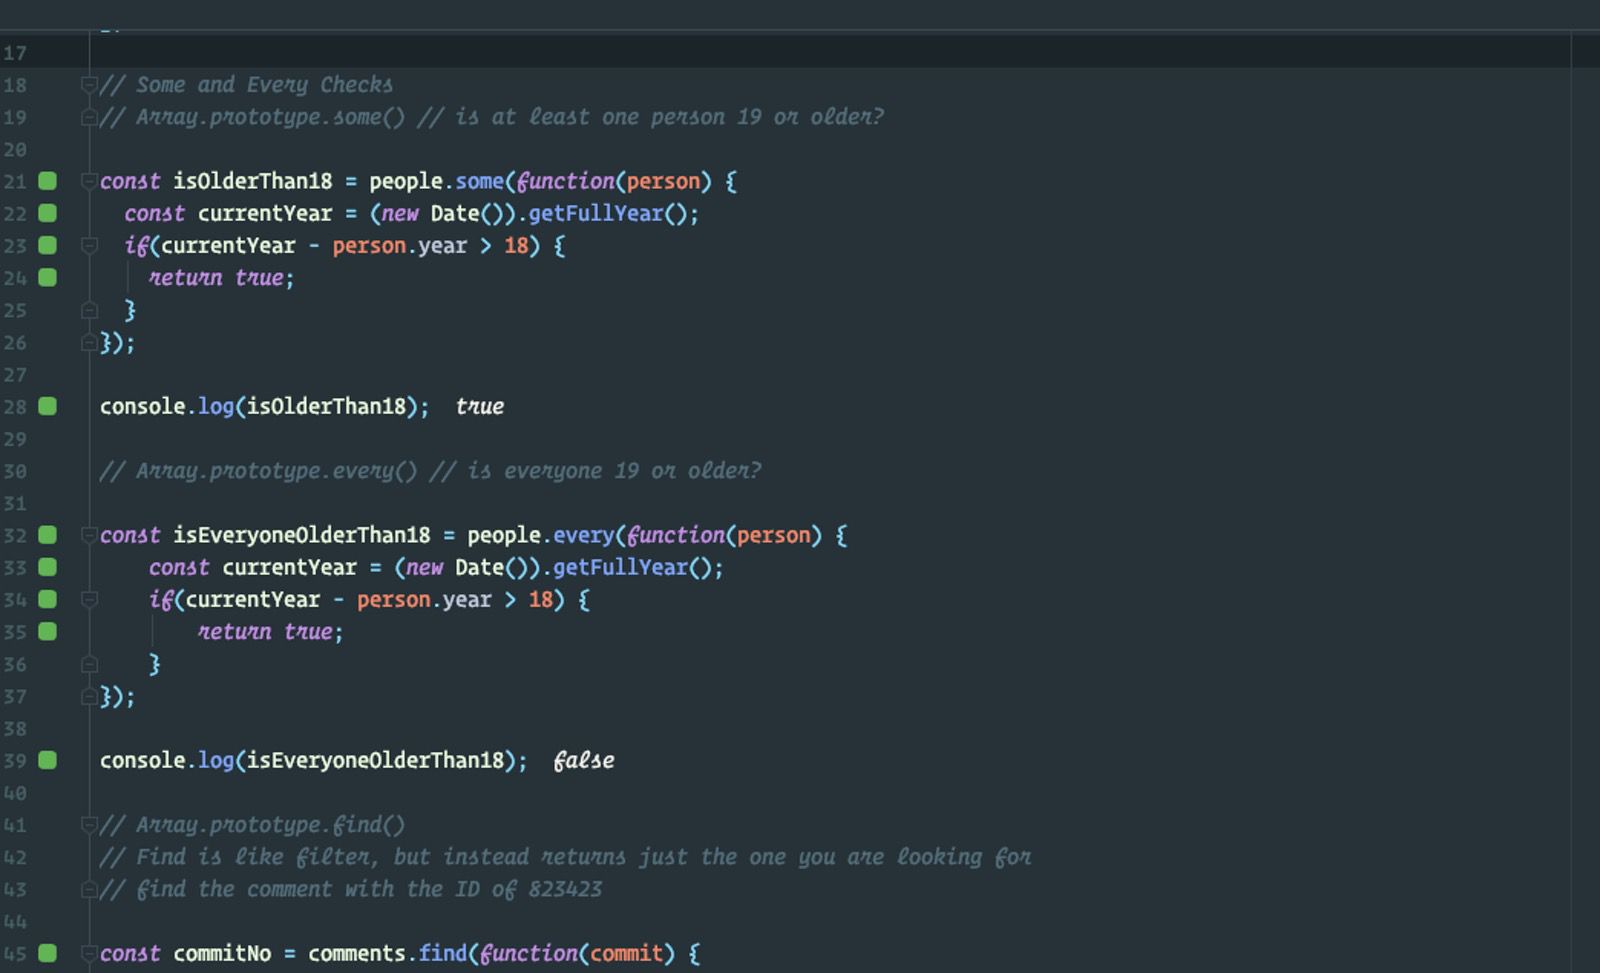 17
18 // Some and Every Checks
19 // Array.prototype.some() // is at least one person 19 or older?
20
21 const isOlderThan18 = people.some(function(person) {
22 const currentYear = (new Date()).getFullYear();
23 if(currentYear - person.year > 18) {
24 return true;
25 }
26 });
27
28 console.log(isOlderThan18); true
29
30 // Array.prototype.every() // is everyone 19 or older?
31
32 const isEveryoneOlderThan18 = people.every(function(person) {
33 const currentYear = (new Date()).getFullYear();
34 if(currentYear - person.year > 18) {
35 return true;
36 }
37 });
38
39 console.log(isEveryoneOlderThan18); false
40
41 // Array.prototype.find()
42 // Find is like filter, but instead returns just the one you are looking for
43 // find the comment with the ID of 823423
44
45 const commitNo = comments.find(function(commit) {